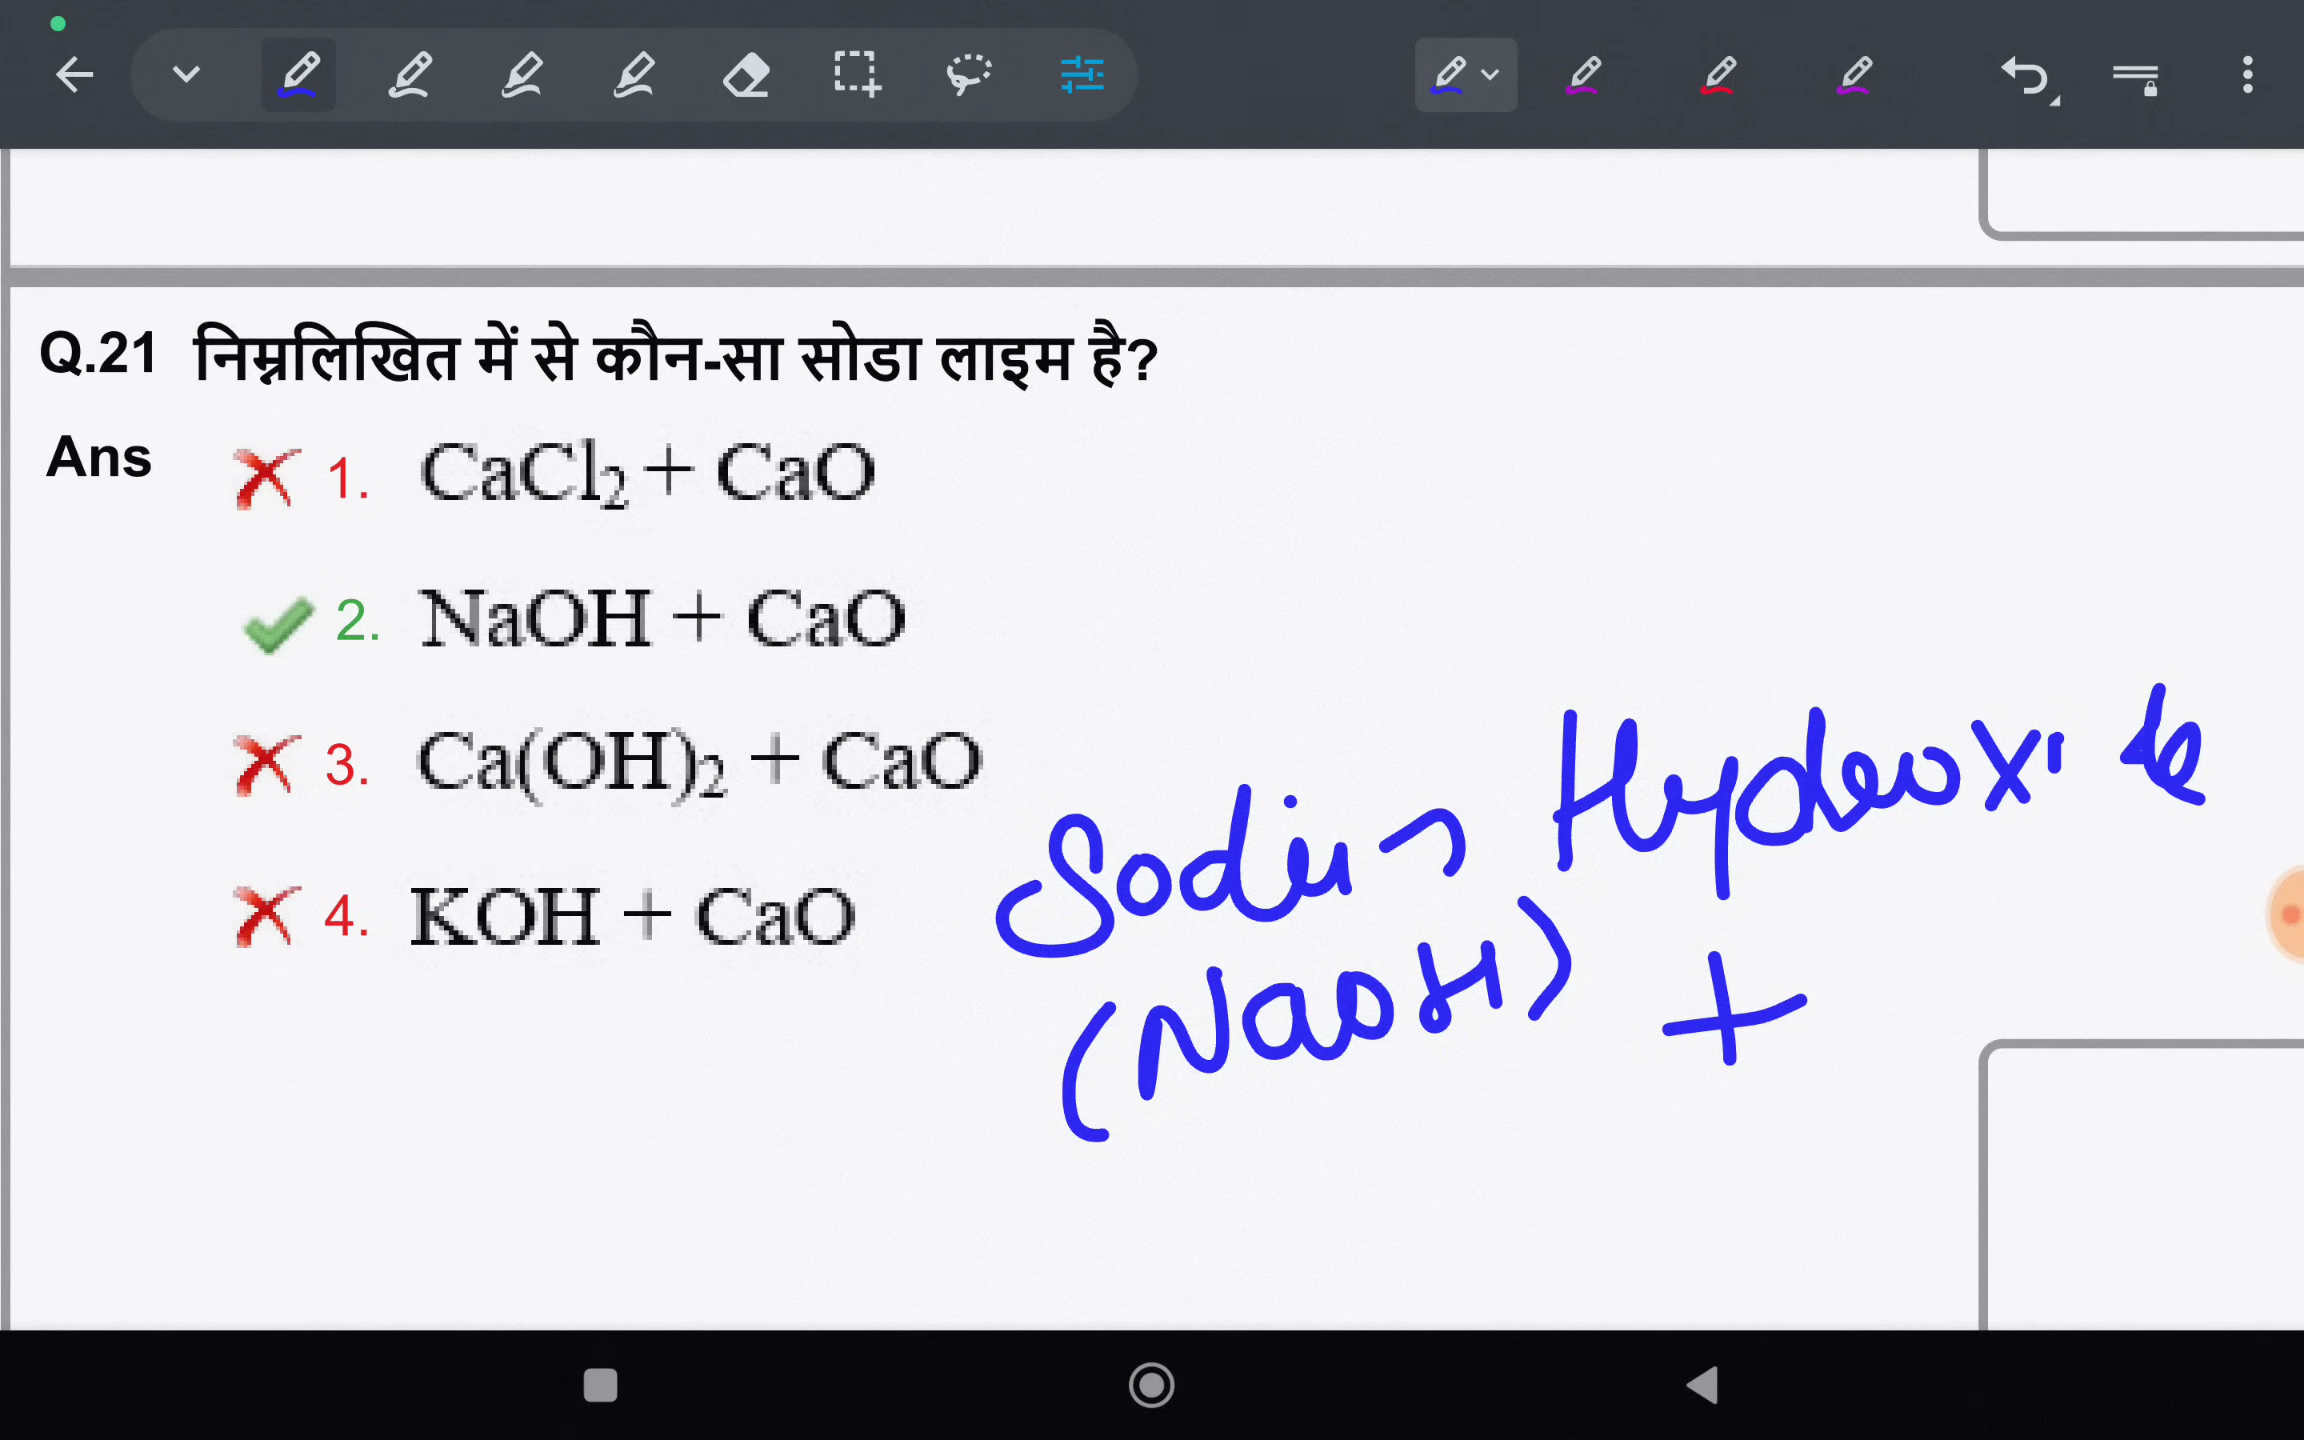 Q.21 निम्नलिखित में से कौन-सा सोडा लाइम है?
Ans 1. CaCl₂ + CaO
2. NaOH + CaO
3. Ca(OH)₂ + CaO
4. KOH + CaO
Sodium Hydroxide
(NaOH) +